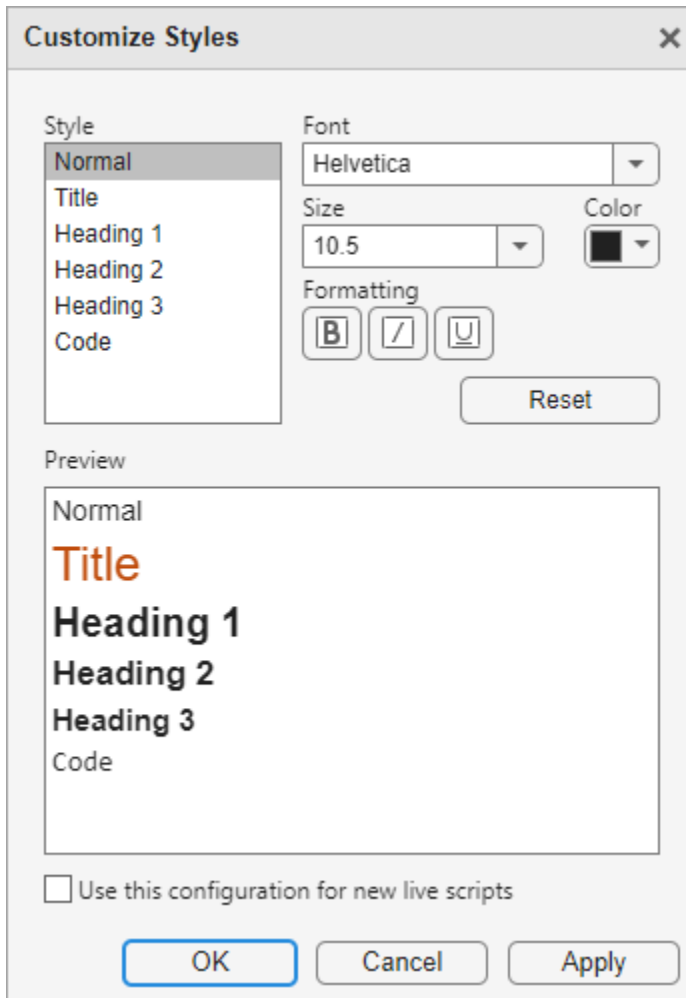 Customize Styles
Style
Normal
Title
Heading 1
Heading 2
Heading 3
Code
Font
Helvetica
Size
Color
10.5
Formatting
B I U
Reset
Preview
Normal
Title
Heading 1
Heading 2
Heading 3
Code
Use this configuration for new live scripts
OK Cancel Apply